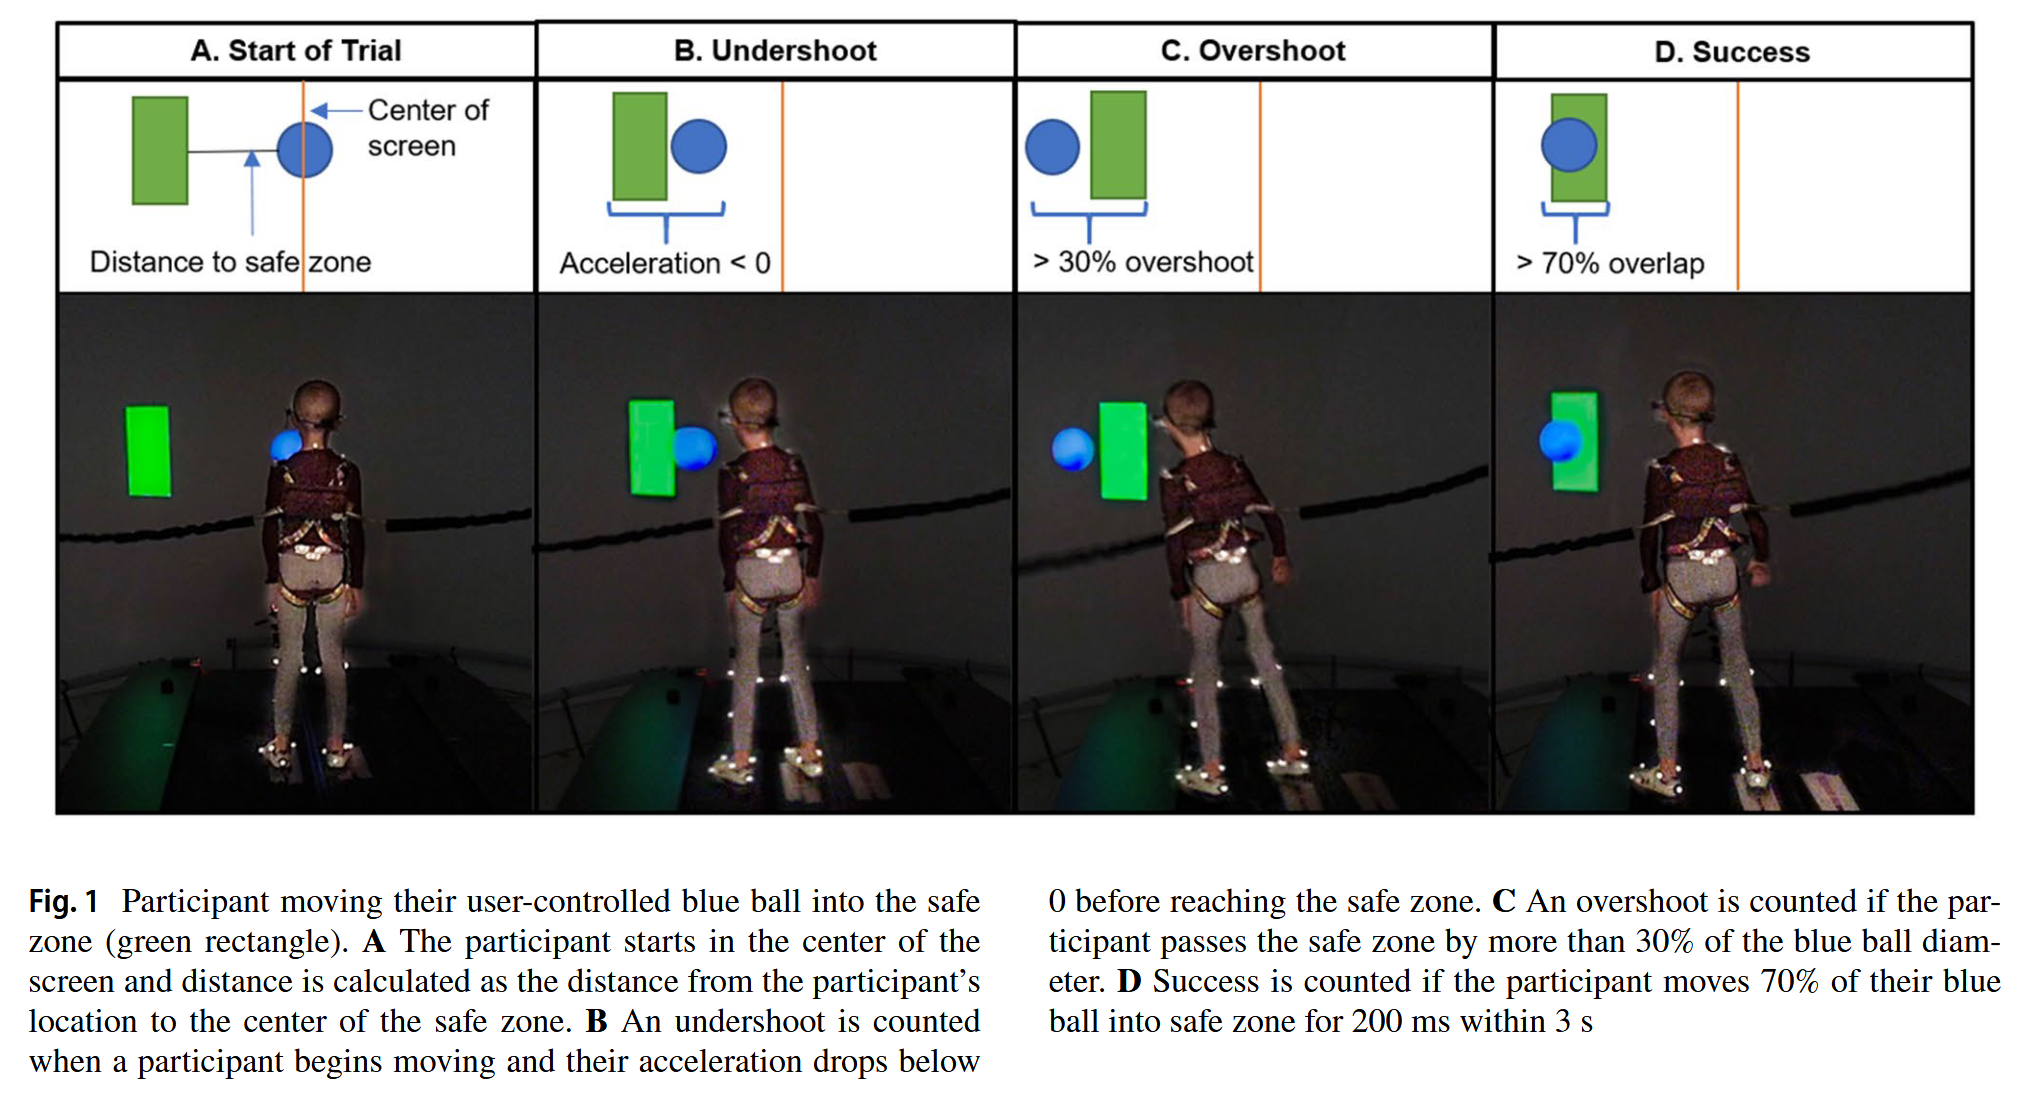 A. Start of Trial
B. Undershoot
C. Overshoot
D. Success
Center of
screen
Distance to safe zone
Acceleration < 0
> 30% overshoot
> 70% overlap
Fig. 1 Participant moving their user-controlled blue ball into the safe
zone (green rectangle). A The participant starts in the center of the
screen and distance is calculated as the distance from the participant's
location to the center of the safe zone. B An undershoot is counted
when a participant begins moving and their acceleration drops below
0 before reaching the safe zone. C An overshoot is counted if the par-
ticipant passes the safe zone by more than 30% of the blue ball diam-
eter. D Success is counted if the participant moves 70% of their blue
ball into safe zone for 200 ms within 3 s